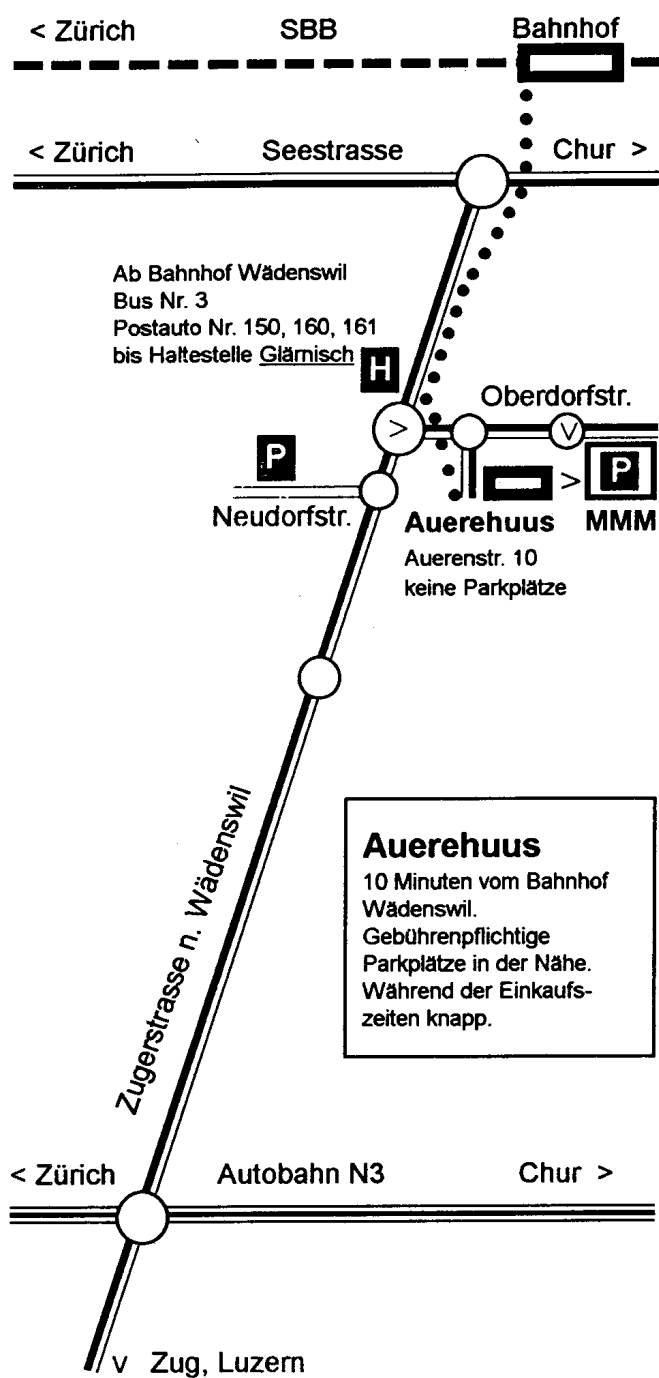 < Zürich SBB Bahnhof
< Zürich Seestrasse Chur >
Ab Bahnhof Wädenswil
Bus Nr. 3
Postauto Nr. 150, 160, 161
bis Haltestelle Glärnisch
H
Oberdorfstr.
> V
P
> P
Neudorfstr.
Auerehuus MMM
Auerenstr. 10
keine Parkplätze
Zugerstrasse n. Wädenswil
Auerehuus
10 Minuten vom Bahnhof
Wädenswil.
Gebührenpflichtige
Parkplätze in der Nähe.
Während der Einkaufs-
zeiten knapp.
< Zürich Autobahn N3 Chur >
v Zug, Luzern